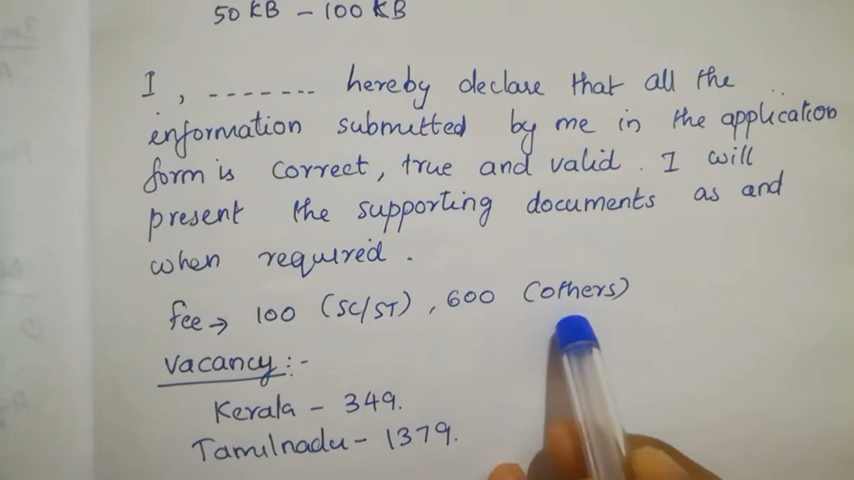 50 KB - 100 KB
I, ------- hereby declare that all the
information submitted by me in the application
form is correct, true and valid. I will
present the supporting documents as and
when required.
fee → 100 (SC/ST), 600 (others)
Vacancy:-
Kerala - 349.
Tamilnadu - 1379.